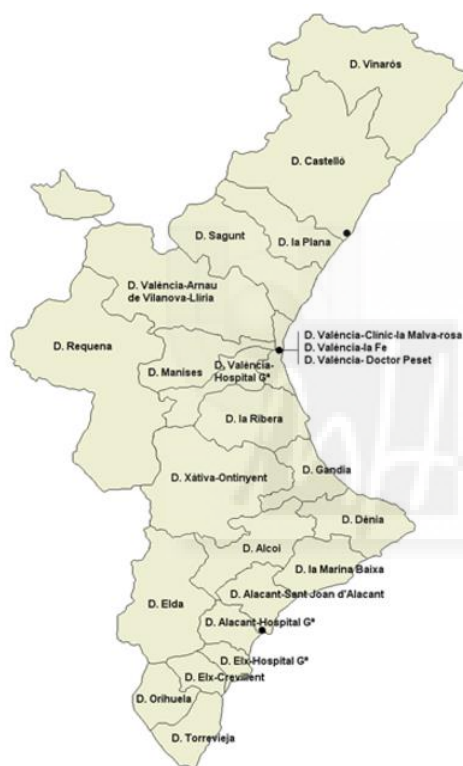 D. Vinaròs
D. Castelló
D. Sagunt
D. la Plana
D. València-Arnau
de Vilanova-Llíria
D. València-Clínic-la Malva-rosa
D. València-la Fe
D. València- Doctor Peset
D. Requena
D. Manises
D. València-
Hospital Gª
D. la Ribera
D. Xàtiva-Ontinyent
D. Gandia
D. Dénia
D. Alcoi
D. la Marina Baixa
D. Elda
D. Alacant-Sant Joan d'Alacant
D. Alacant-Hospital Gª
D. Elx-Hospital Gª
D. Elx-Crevillent
D. Orihuela
D. Torrevieja